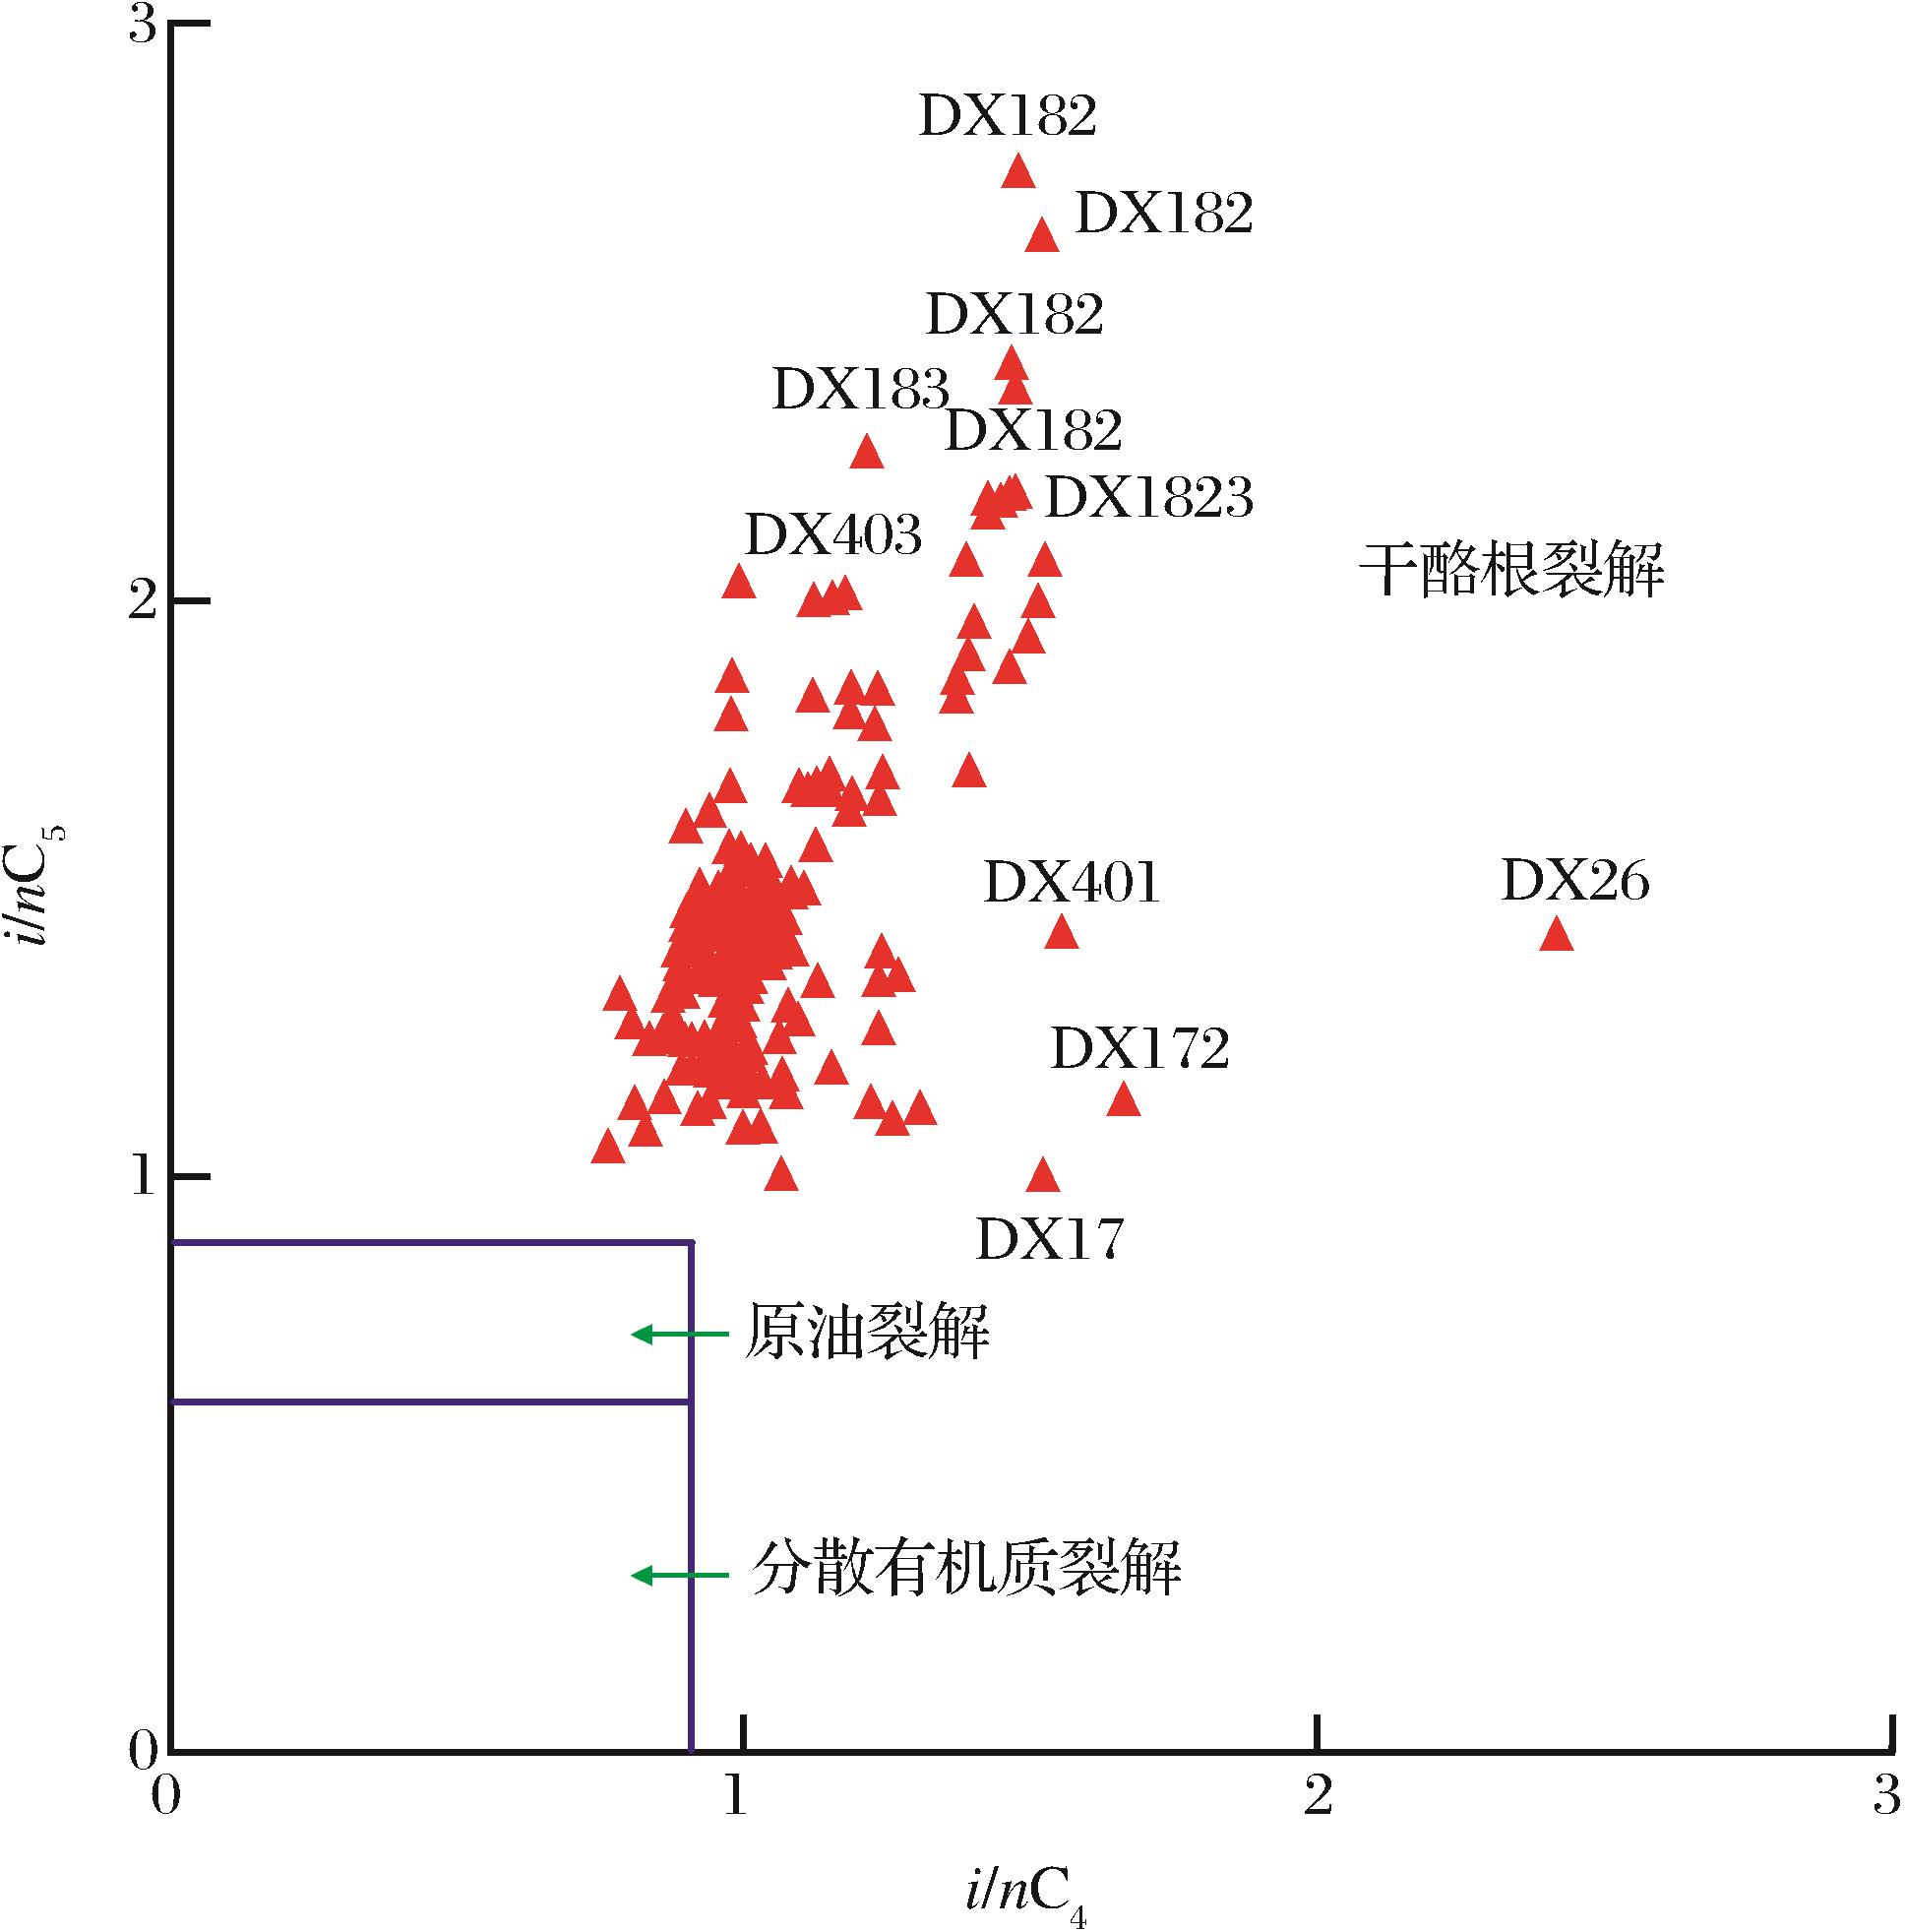 3
DX182
DX182
DX182
DX183
DX182
DX1823
DX403
干酪根裂解
2
i/nC₅
DX401
DX26
DX172
1
DX17
原油裂解
分散有机质裂解
0
0
1
2
3
i/nC₄